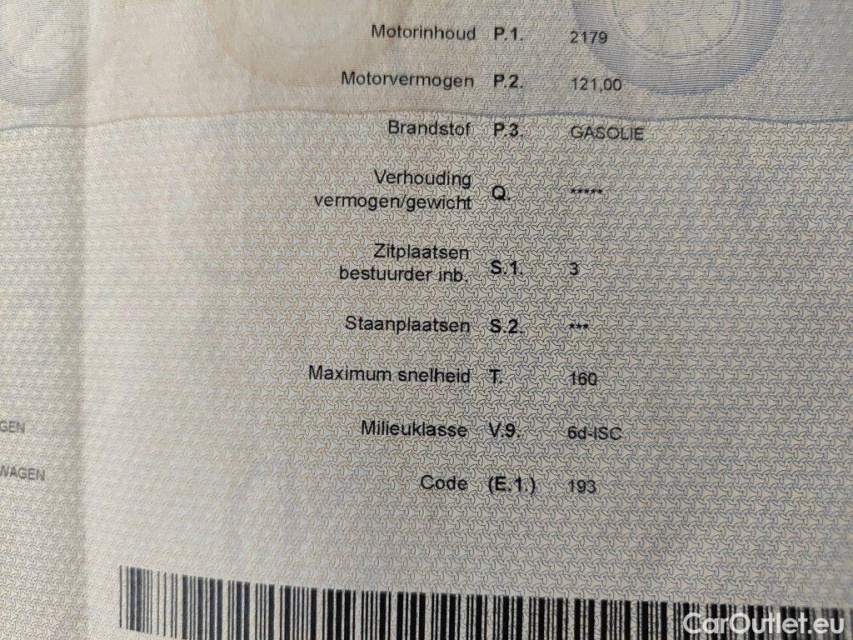 Motorinhoud P.1. 2179
Motorvermogen P.2. 121,00
Brandstof P.3. GASOLIE
Verhouding
vermogen/gewicht Q. *****
Zitplaatsen
bestuurder inb. S.1. 3
Staanplaatsen S.2. ***
Maximum snelheid T. 160
GEN
Milieuklasse V.9. 6d-ISC
WAGEN
Code (E.1.) 193
CarOutlet.eu